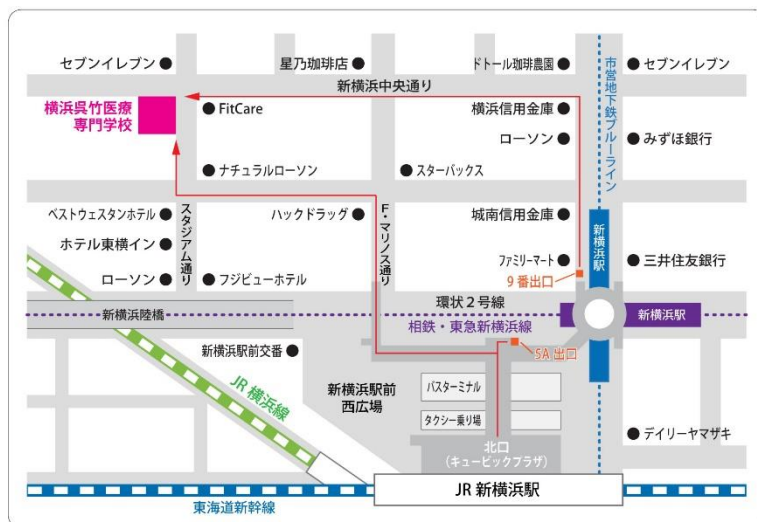 セブンイレブン
星乃珈琲店
ドトール珈琲農園
セブンイレブン
新横浜中央通り
市営地下鉄ブルーライン
横浜呉竹医療
専門学校
FitCare
横浜信用金庫
ローソン
みずほ銀行
ナチュラルローソン
スターバックス
ベストウェスタンホテル
スタジアム通り
ハックドラッグ
F・マリノス通り
城南信用金庫
新横浜駅
ホテル東横イン
ファミリーマート
三井住友銀行
ローソン
フジビューホテル
9番出口
環状2号線
新横浜陸橋
相鉄・東急新横浜線
新横浜駅
新横浜駅前交番
5A出口
JR横浜線
新横浜駅前
西広場
バスターミナル
タクシー乗り場
北口
(キュービックプラザ)
デイリーヤマザキ
JR新横浜駅
東海道新幹線